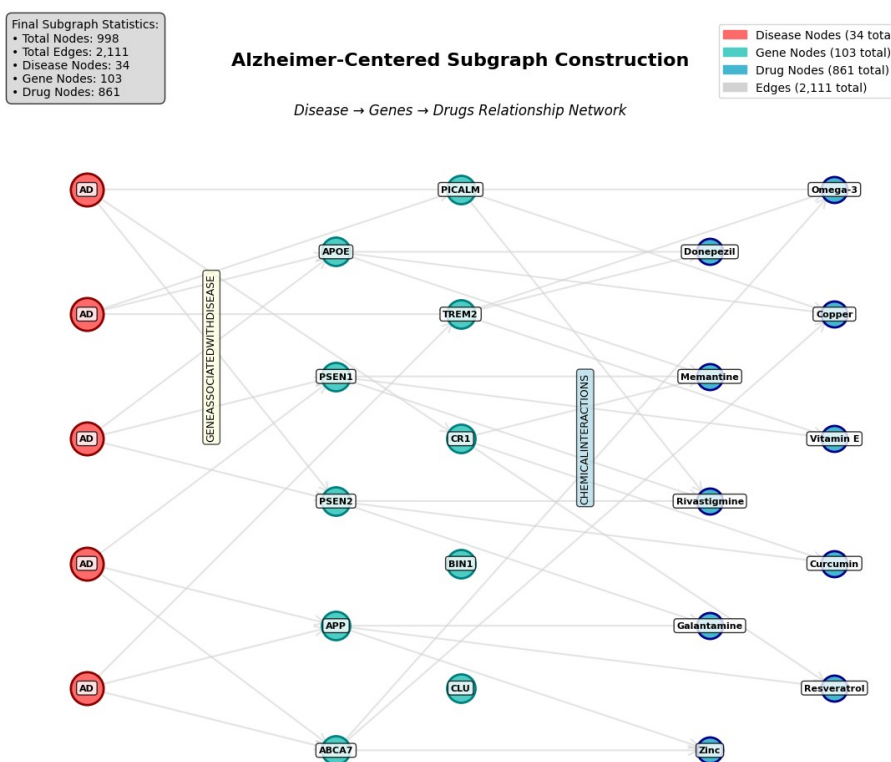 Final Subgraph Statistics:
• Total Nodes: 998
• Total Edges: 2,111
• Disease Nodes: 34
• Gene Nodes: 103
• Drug Nodes: 861
Alzheimer-Centered Subgraph Construction
Disease → Genes → Drugs Relationship Network
Disease Nodes (34 tota
Gene Nodes (103 total)
Drug Nodes (861 total)
Edges (2,111 total)
AD
PICALM
Omega-3
APOE
Donepezil
AD
TREM2
Copper
GENEASSOCIATEDWITHDISEASE
PSEN1
CHEMICALINTERACTIONS
Memantine
AD
CR1
Vitamin E
PSEN2
Rivastigmine
AD
BIN1
Curcumin
APP
Galantamine
AD
CLU
Resveratrol
ABCA7
Zinc